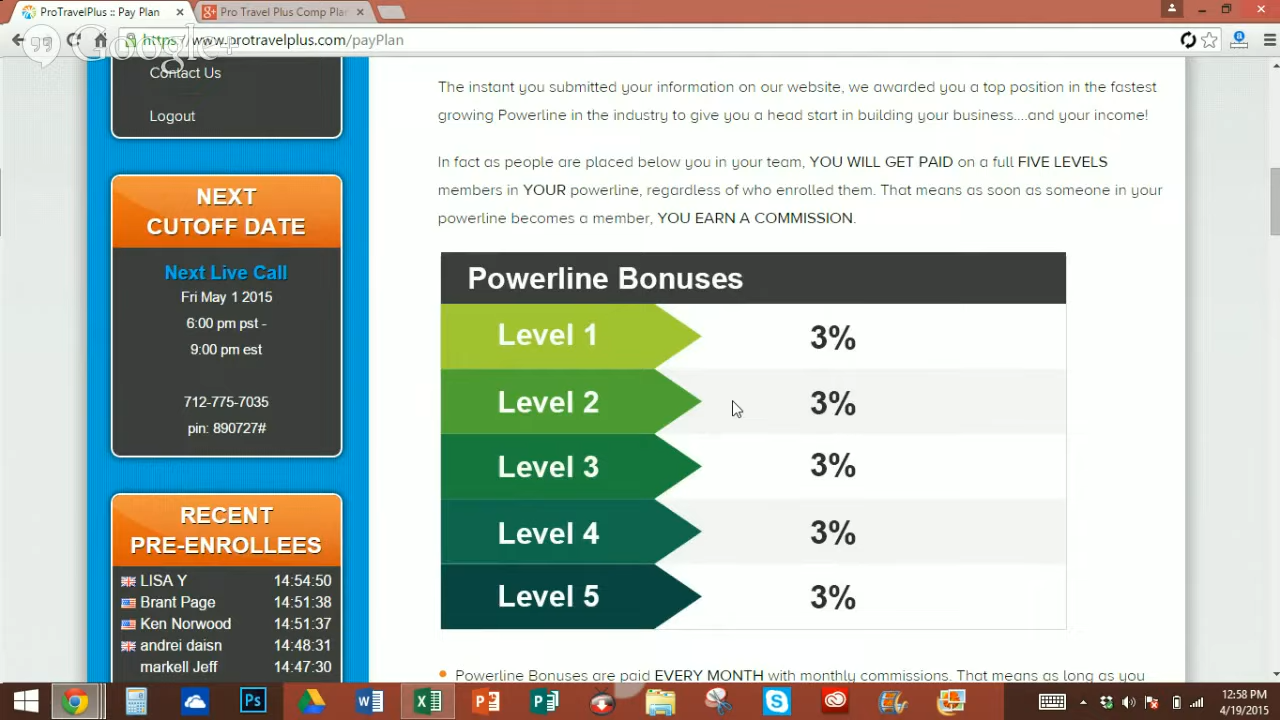 ProTravelPlus :: Pay Plan
Pro Travel Plus Comp Plan
https://www.protravelplus.com/payPlan
Google+
Contact Us
Logout
NEXT
CUTOFF DATE
Next Live Call
Fri May 1 2015
6:00 pm pst -
9:00 pm est
712-775-7035
pin: 890727#
RECENT
PRE-ENROLLEES
LISA Y 14:54:50
Brant Page 14:51:38
Ken Norwood 14:51:37
andrei daisn 14:48:31
markell Jeff 14:47:30
The instant you submitted your information on our website, we awarded you a top position in the fastest
growing Powerline in the industry to give you a head start in building your business....and your income!
In fact as people are placed below you in your team, YOU WILL GET PAID on a full FIVE LEVELS
members in YOUR powerline, regardless of who enrolled them. That means as soon as someone in your
powerline becomes a member, YOU EARN A COMMISSION.
Powerline Bonuses
Level 1 3%
Level 2 3%
Level 3 3%
Level 4 3%
Level 5 3%
Powerline Bonuses are paid EVERY MONTH with monthly commissions. That means as long as you
12:58 PM
4/19/2015